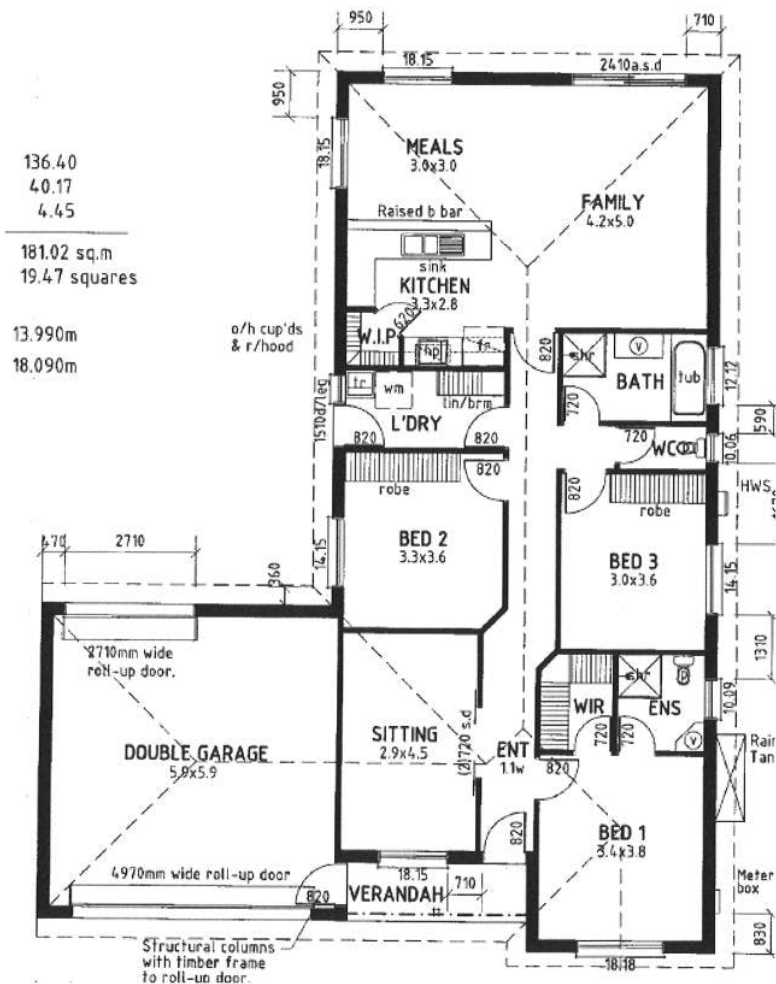 950
710
18.15
2410a.s.d
950
18.15
MEALS
3.0x3.0
FAMILY
4.2x5.0
136.40
40.17
4.45
181.02 sq.m
19.47 squares
13.990m
18.090m
Raised b bar
sink
KITCHEN
3.3x2.8
o/h cup'ds
& r/hood
W.I.P
620
hp
fr
820
shr
V
BATH
tub
12.12
720
590
1510d/leg
tr
wm
lin/brm
L'DRY
820
820
720
WC
10.06
820
robe
820
robe
HWS
BED 2
3.3x3.6
14.15
BED 3
3.0x3.6
14.15
470
2710
360
1310
2710mm wide
roll-up door.
shr
P
WIR
ENS
10.09
720
720
V
SITTING
2.9x4.5
(2)720 s.d
ENT
1.1w
DOUBLE GARAGE
5.9x5.9
820
820
Rain
Tan
BED 1
3.4x3.8
4970mm wide roll-up door
820
18.15
710
VERANDAH
Meter
box
830
Structural columns
with timber frame
to roll-up door.
18.18